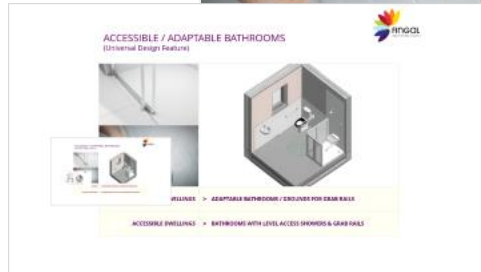 ACCESSIBLE / ADAPTABLE BATHROOMS
(Universal Design Feature)
FINGAL
DWELLINGS > ADAPTABLE BATHROOMS / GROUNDS FOR GRAB RAILS
ACCESSIBLE DWELLINGS > BATHROOMS WITH LEVEL ACCESS SHOWERS & GRAB RAILS